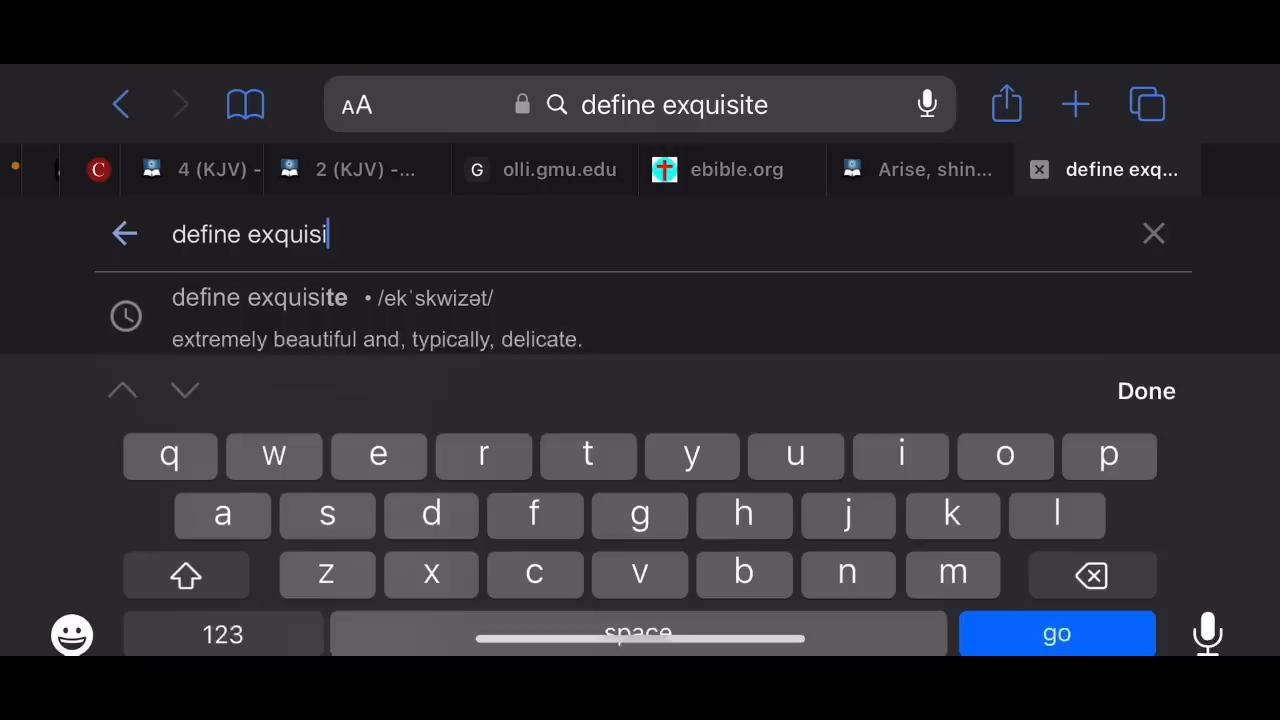 AA define exquisite
C 4 (KJV) - 2 (KJV) -... G olli.gmu.edu ebible.org Arise, shin... define exq...
define exquisi
define exquisite • /ekˈskwizət/
extremely beautiful and, typically, delicate.
Done
q w e r t y u i o p
a s d f g h j k l
z x c v b n m
123 space go